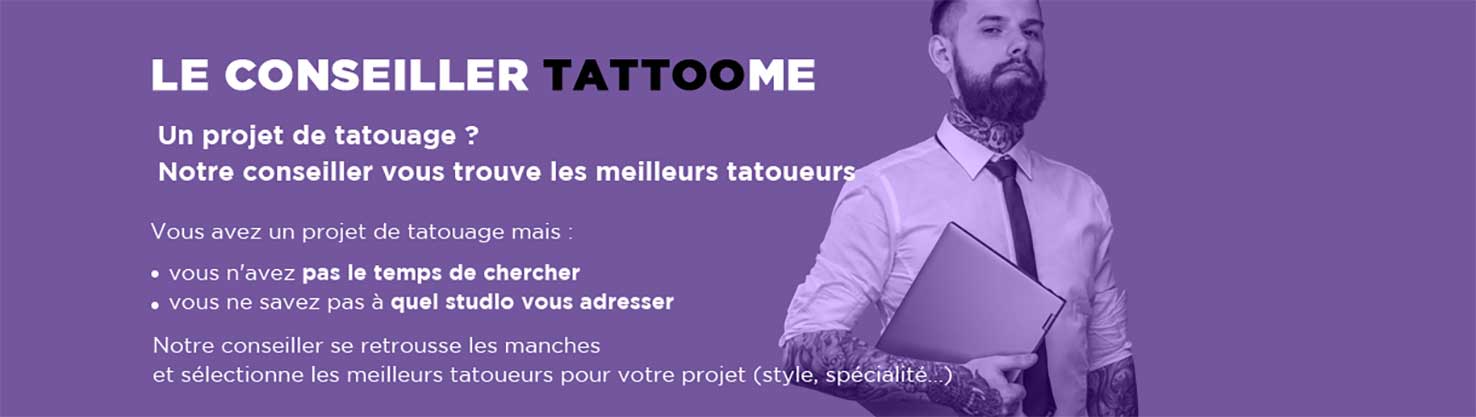 LE CONSEILLER TATTOOME
Un projet de tatouage ?
Notre conseiller vous trouve les meilleurs tatoueurs
Vous avez un projet de tatouage mais :
• vous n'avez pas le temps de chercher
• vous ne savez pas à quel studio vous adresser
Notre conseiller se retrousse les manches
et sélectionne les meilleurs tatoueurs pour votre projet (style, spécialité...)